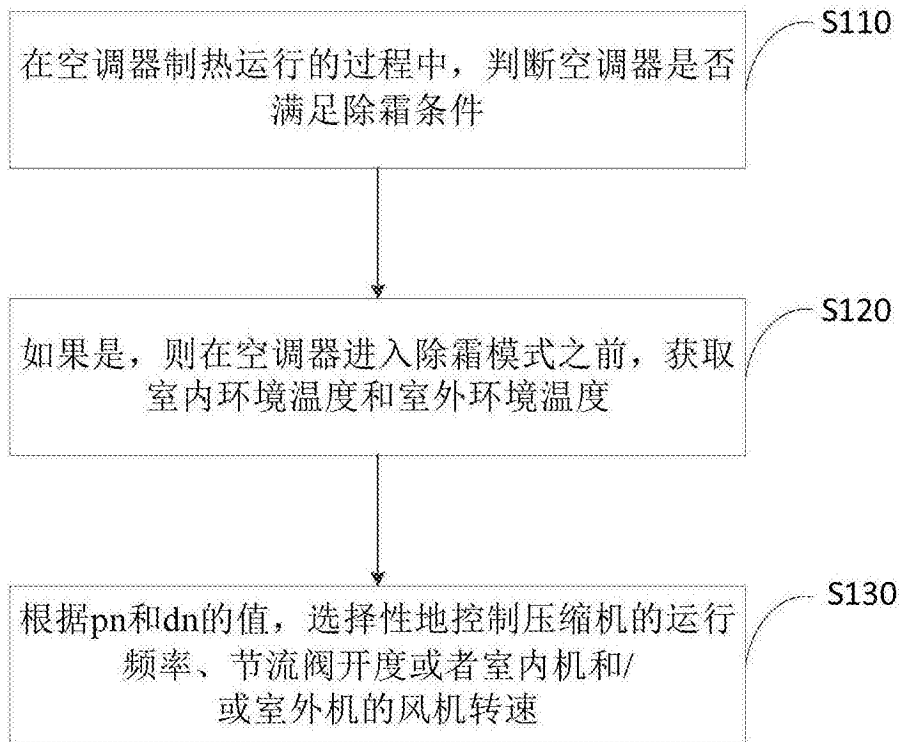 S110
在空调器制热运行的过程中，判断空调器是否
满足除霜条件
S120
如果是，则在空调器进入除霜模式之前，获取
室内环境温度和室外环境温度
S130
根据pn和dn的值，选择性地控制压缩机的运行
频率、节流阀开度或者室内机和/
或室外机的风机转速